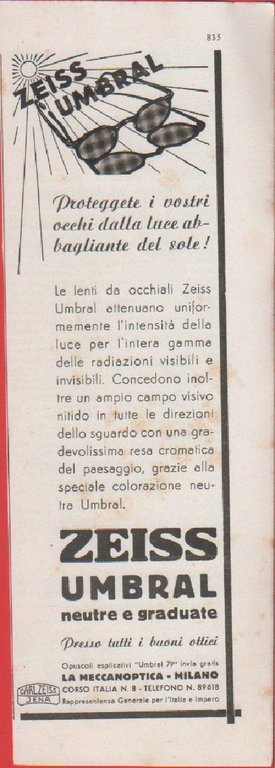 835
ZEISS
UMBRAL
Proteggete i vostri
occhi dalla luce ab-
bagliante del sole!
Le lenti da occhiali Zeiss
Umbral attenuano unifor-
memente l'intensità della
luce per l'intera gamma
delle radiazioni visibili e
invisibili. Concedono inol-
tre un ampio campo visivo
nitido in tutte le direzioni
dello sguardo con una gra-
devolissima resa cromatica
del paesaggio, grazie alla
speciale colorazione neu-
tra Umbral.
ZEISS
UMBRAL
neutre e graduate
Presso tutti i buoni ottici
Opuscoli esplicativi "Umbral 79" invia gratis
LA MECCANOPTICA - MILANO
CORSO ITALIA N. 8 - TELEFONO N. 89618
Rappresentanza Generale per l'Italia e Impero
CARL ZEISS
JENA